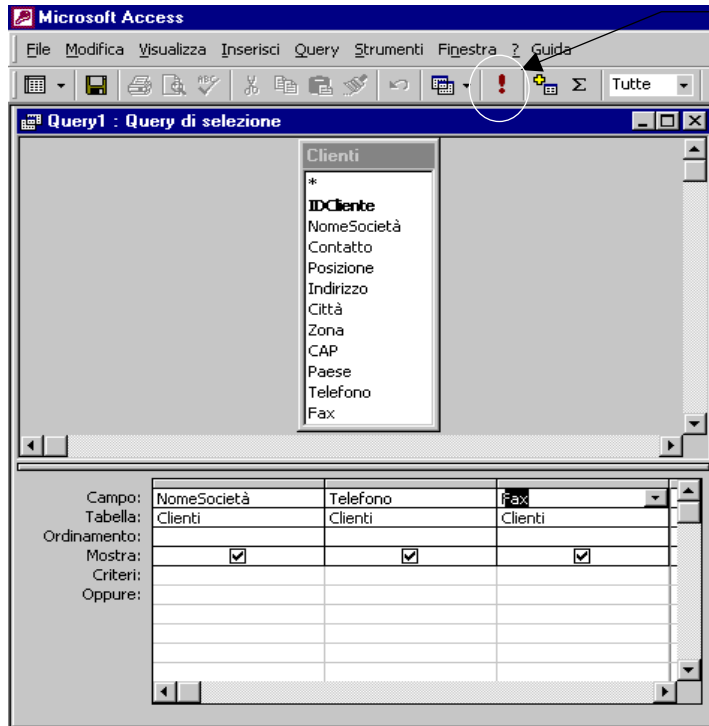 Microsoft Access
File Modifica Visualizza Inserisci Query Strumenti Finestra ? Guida
ABC Σ Tutte
Query1 : Query di selezione
Clienti
*
IDCliente
NomeSocietà
Contatto
Posizione
Indirizzo
Città
Zona
CAP
Paese
Telefono
Fax
Campo: NomeSocietà Telefono Fax
Tabella: Clienti Clienti Clienti
Ordinamento:
Mostra:
Criteri:
Oppure: